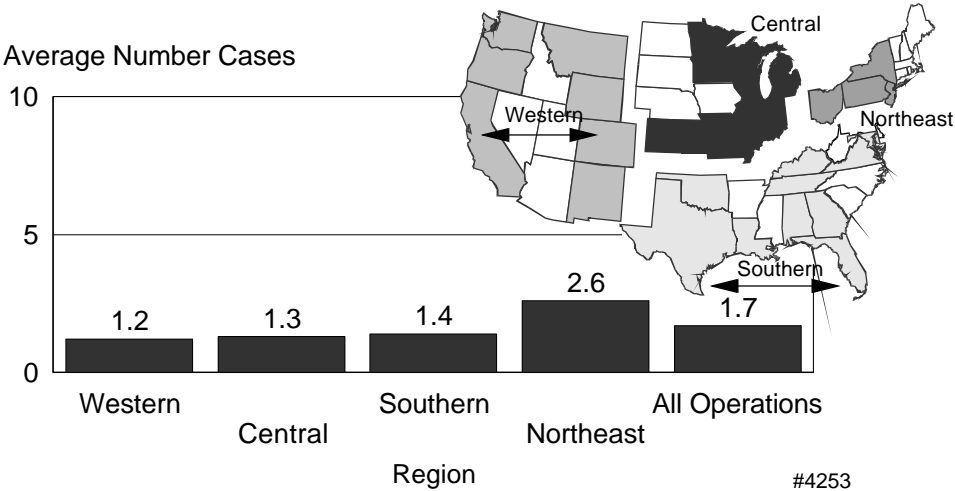 Central
Average Number Cases
10
Western
Northeast
5
Southern
2.6
1.7
1.2
1.3
1.4
0
Western
Southern
All Operations
Central
Northeast
Region
#4253